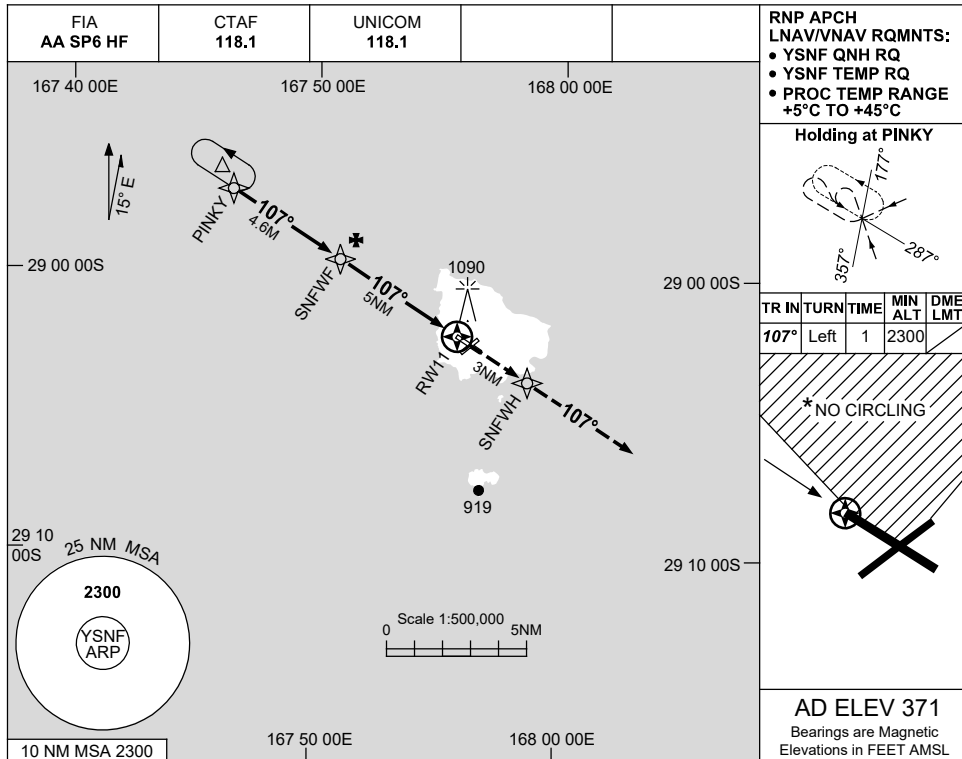 FIA
AA SP6 HF
CTAF
118.1
UNICOM
118.1
RNP APCH
LNAV/VNAV RQMNTS:
• YSNF QNH RQ
• YSNF TEMP RQ
• PROC TEMP RANGE
+5°C TO +45°C
167 40 00E
167 50 00E
168 00 00E
15° E
PINKY
107°
4.6M
SNFWF
107°
5NM
1090
RW11
3NM
SNFWH
107°
919
29 00 00S
29 00 00S
29 10
00S
29 10 00S
25 NM MSA
2300
YSNF
ARP
Scale 1:500,000
0
5NM
10 NM MSA 2300
167 50 00E
168 00 00E
Holding at PINKY
177°
287°
357°
TR IN TURN TIME MIN ALT DME LMT
107° Left 1 2300
*NO CIRCLING
AD ELEV 371
Bearings are Magnetic
Elevations in FEET AMSL